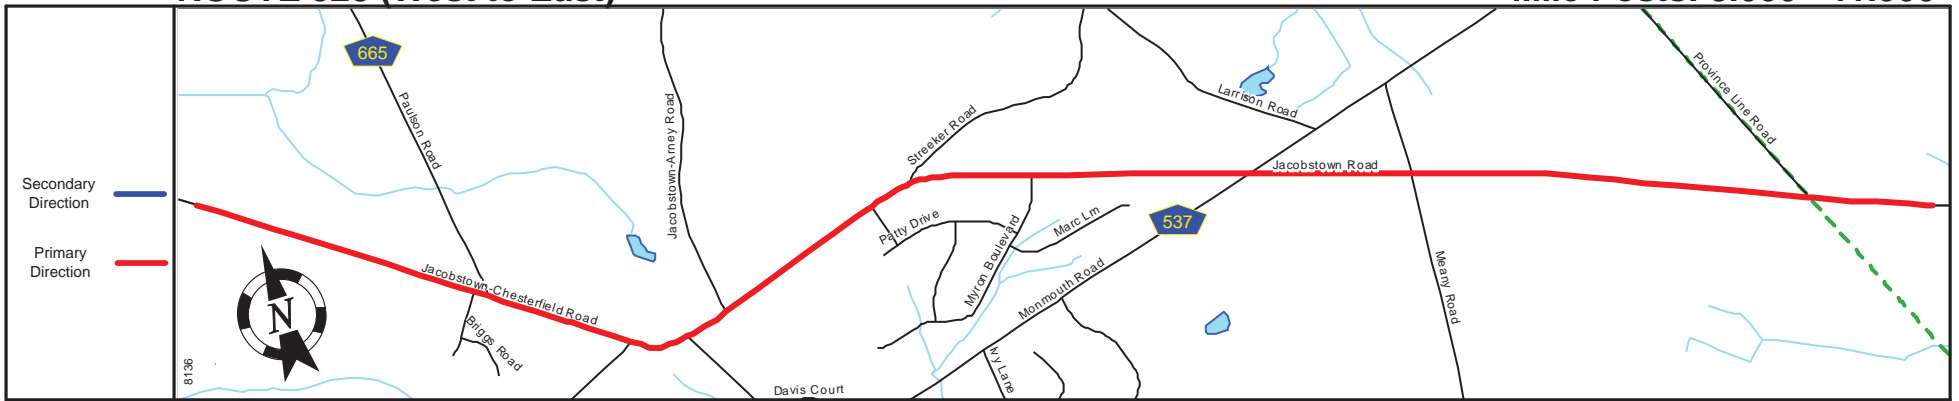 Secondary
Direction
Primary
Direction
665
Paulson Road
Jacobstown-Arney Road
Streeker Road
Larrison Road
Province Line Road
Jacobstown Road
537
Patty Drive
Myron Boulevard
Marc Lm
Monmouth Road
Meany Road
Jacobstown-Chesterfield Road
Briggs Road
N
8136
Davis Court
Ivy Lane